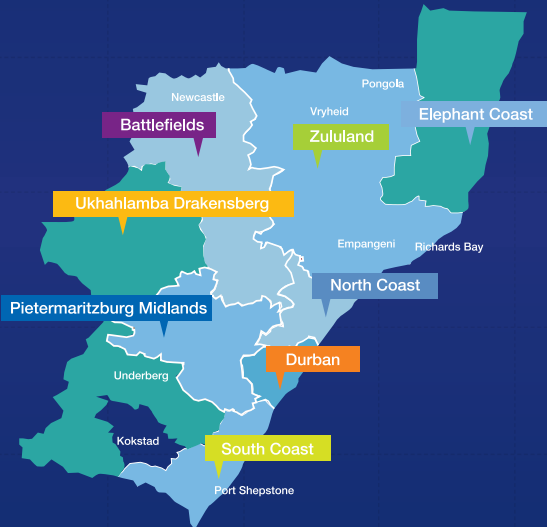 Pongola
Newcastle
Vryheid
Elephant Coast
Battlefields
Zululand
Ukhahlamba Drakensberg
Empangeni
Richards Bay
North Coast
Pietermaritzburg Midlands
Durban
Underberg
Kokstad
South Coast
Port Shepstone